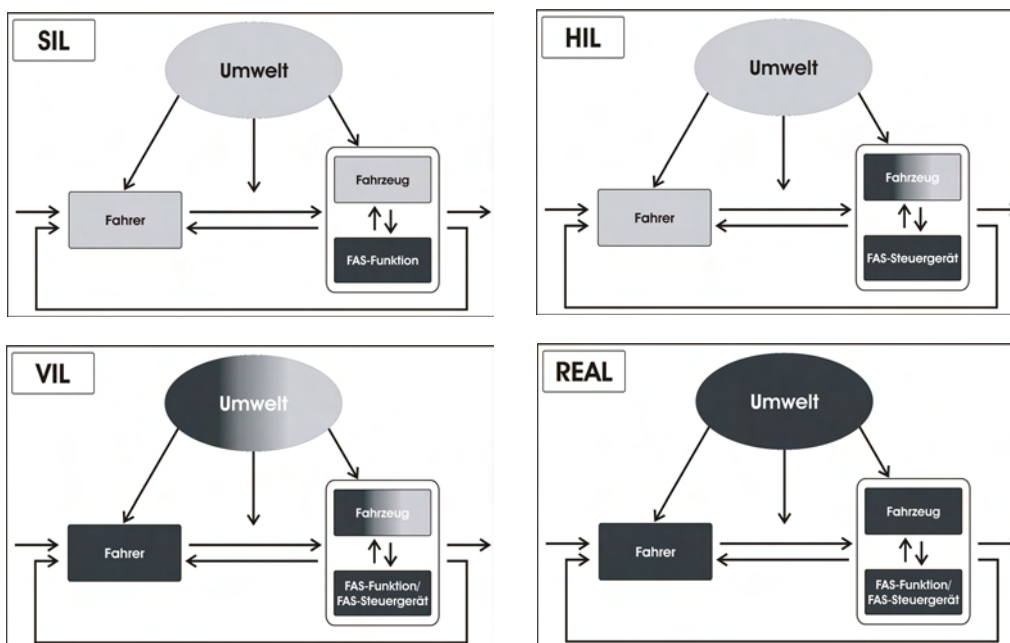 SIL
Umwelt
Fahrzeug
Fahrer
FAS-Funktion
HIL
Umwelt
Fahrzeug
Fahrer
FAS-Steuergerät
VIL
Umwelt
Fahrzeug
Fahrer
FAS-Funktion/
FAS-Steuergerät
REAL
Umwelt
Fahrzeug
Fahrer
FAS-Funktion/
FAS-Steuergerät